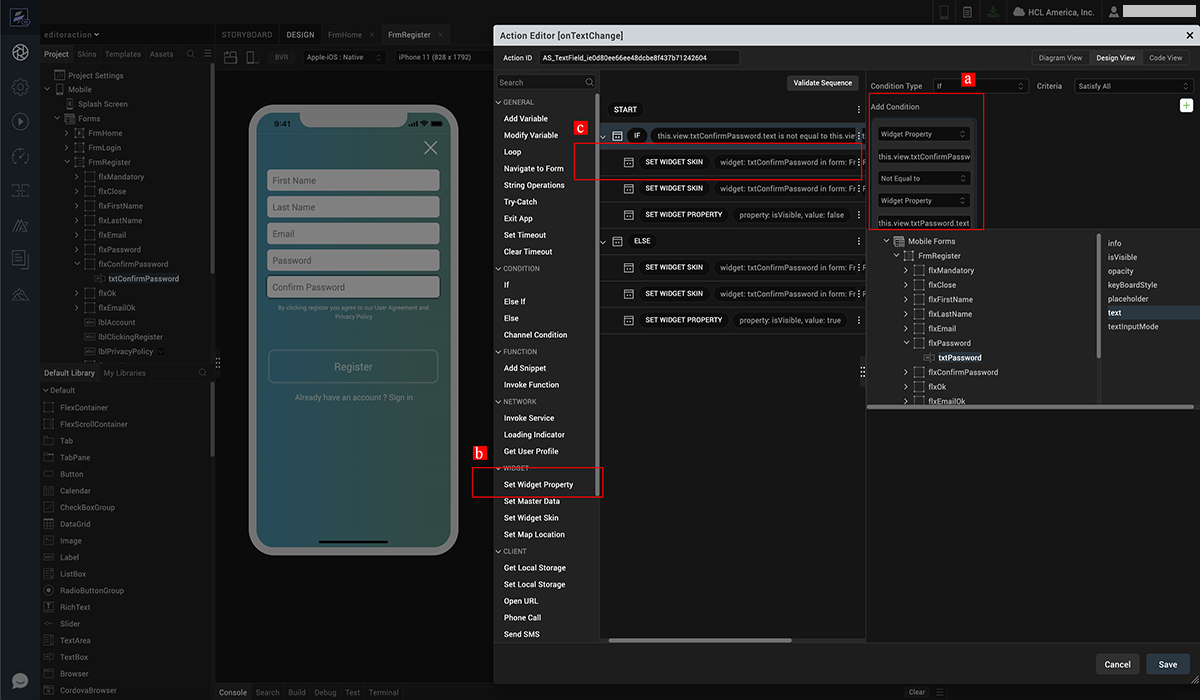 HCL America, Inc.
editoraction
Project
Skins
Templates
Assets
Project Settings
Mobile
Splash Screen
Forms
FrmHome
FrmLogin
FrmRegister
flxMandatory
flxClose
flxFirstName
flxLastName
flxEmail
flxPassword
flxConfirmPassword
txtConfirmPassword
flxOk
flxEmailOk
lblAccount
lblClickingRegister
lblPrivacyPolicy
Default Library
My Libraries
Default
FlexContainer
FlexScrollContainer
Tab
TabPane
Button
Calendar
CheckBoxGroup
DataGrid
Image
Label
ListBox
RadioButtonGroup
RichText
Slider
TextArea
TextBox
Browser
CordovaBrowser
STORYBOARD
DESIGN
FrmHome
FrmRegister
BVR
Apple-iOS : Native
iPhone 11 (828 x 1792)
9:41
First Name
Last Name
Email
Password
Confirm Password
By clicking register you agree to our User Agreement and
Privacy Policy
Register
Already have an account ? Sign in
Console
Search
Build
Debug
Test
Terminal
Clear
Action Editor [onTextChange]
Action ID
AS_TextField_ie0d80ee66ee48dcbe8f437b71242604
Diagram View
Design View
Code View
Search
GENERAL
Add Variable
Modify Variable
Loop
Navigate to Form
String Operations
Try-Catch
Exit App
Set Timeout
Clear Timeout
CONDITION
If
Else If
Else
Channel Condition
FUNCTION
Add Snippet
Invoke Function
NETWORK
Invoke Service
Loading Indicator
Get User Profile
b
WIDGET
Set Widget Property
Set Master Data
Set Widget Skin
Set Map Location
CLIENT
Get Local Storage
Set Local Storage
Open URL
Phone Call
Send SMS
Validate Sequence
START
c
IF
this.view.txtConfirmPassword.text is not equal to this.vie
SET WIDGET SKIN
widget: txtConfirmPassword in form: Fr
SET WIDGET SKIN
widget: txtConfirmPassword in form: Fr
SET WIDGET PROPERTY
property: isVisible, value: false
ELSE
SET WIDGET SKIN
widget: txtConfirmPassword in form: Fr
SET WIDGET SKIN
widget: txtConfirmPassword in form: Fr
SET WIDGET PROPERTY
property: isVisible, value: true
a
Condition Type
If
Criteria
Satisfy All
Add Condition
Widget Property
this.view.txtConfirmPassw
Not Equal to
Widget Property
this.view.txtPassword.text
Mobile Forms
FrmRegister
flxMandatory
flxClose
flxFirstName
flxLastName
flxEmail
flxPassword
txtPassword
flxConfirmPassword
flxOk
flxEmailOk
info
isVisible
opacity
keyBoardStyle
placeholder
text
textInputMode
Cancel
Save